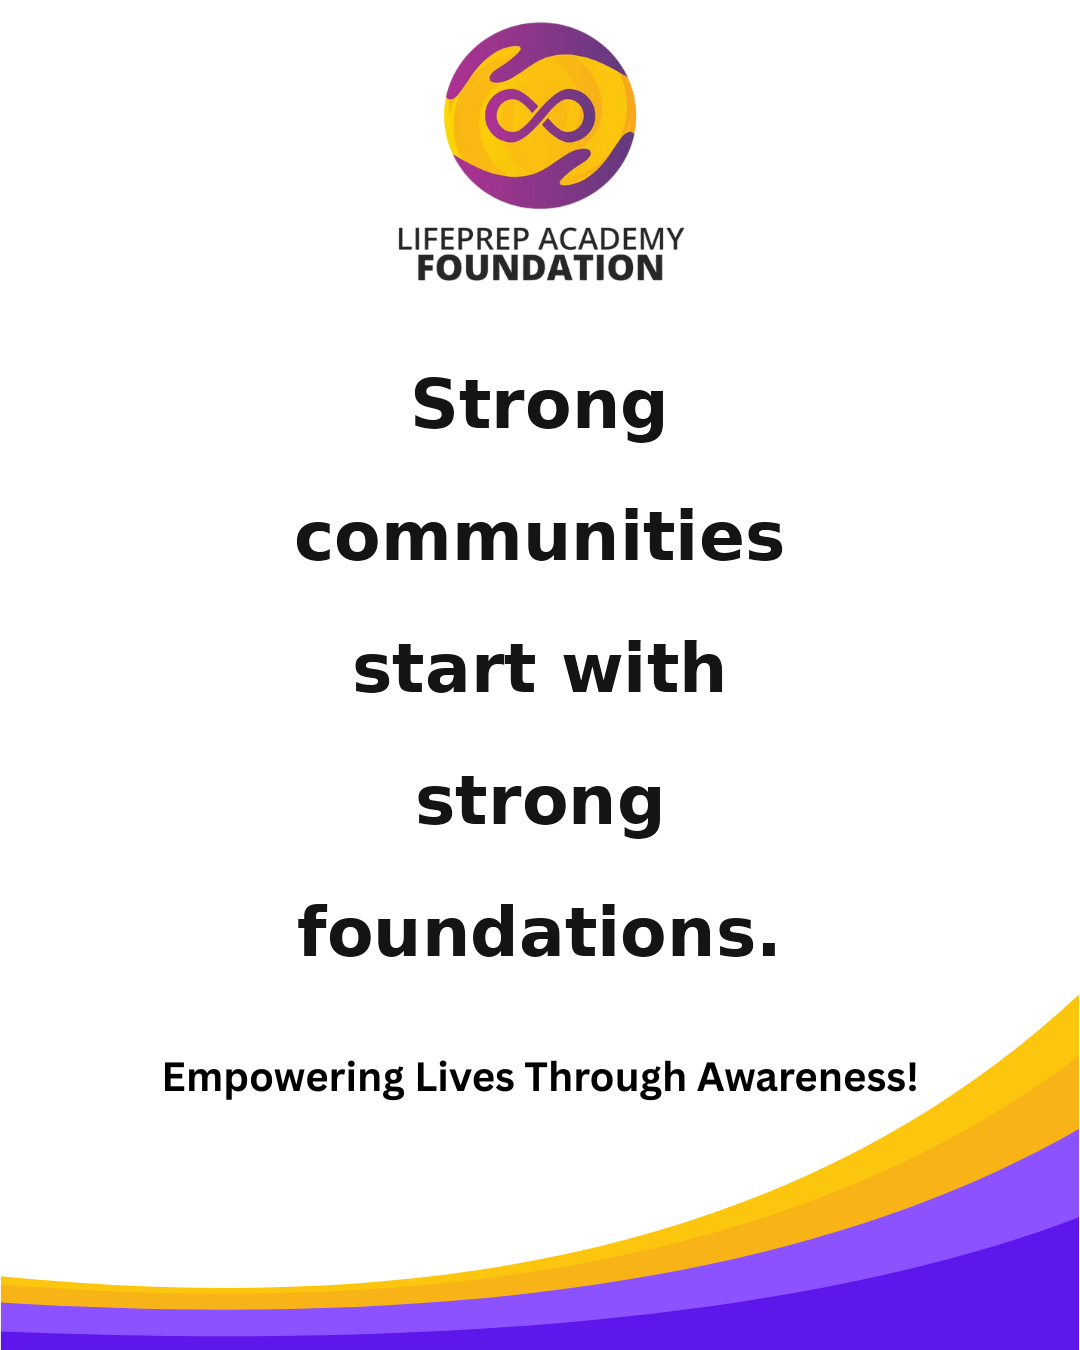 LIFEPREP ACADEMY
FOUNDATION
Strong
communities
start with
strong
foundations.
Empowering Lives Through Awareness!